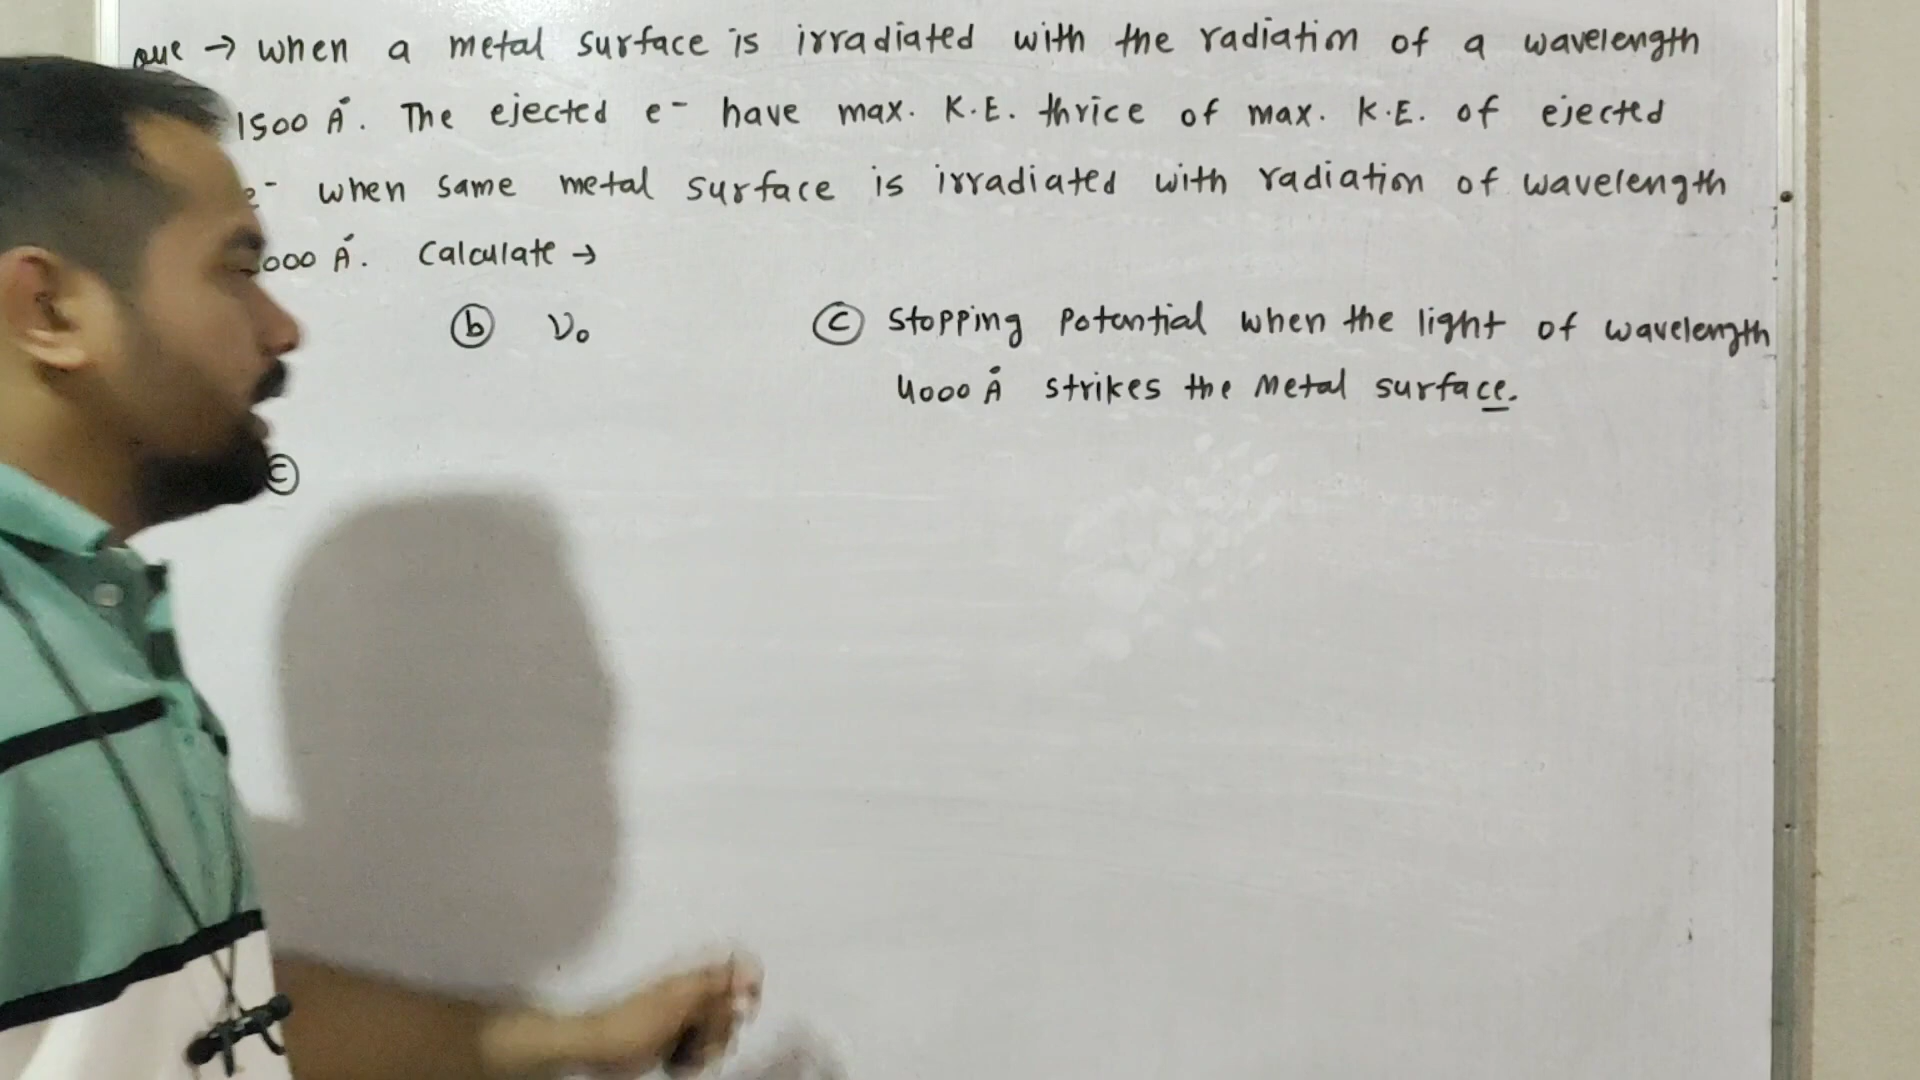 que → when a metal surface is irradiated with the radiation of a wavelength
1500 Å. The ejected e⁻ have max. K.E. thrice of max. K.E. of ejected
e⁻ when same metal surface is irradiated with radiation of wavelength
000 Å. Calculate →
ⓑ ν₀ ⓒ Stopping Potential when the light of wavelength
4000 Å strikes the Metal surface.
ⓒ